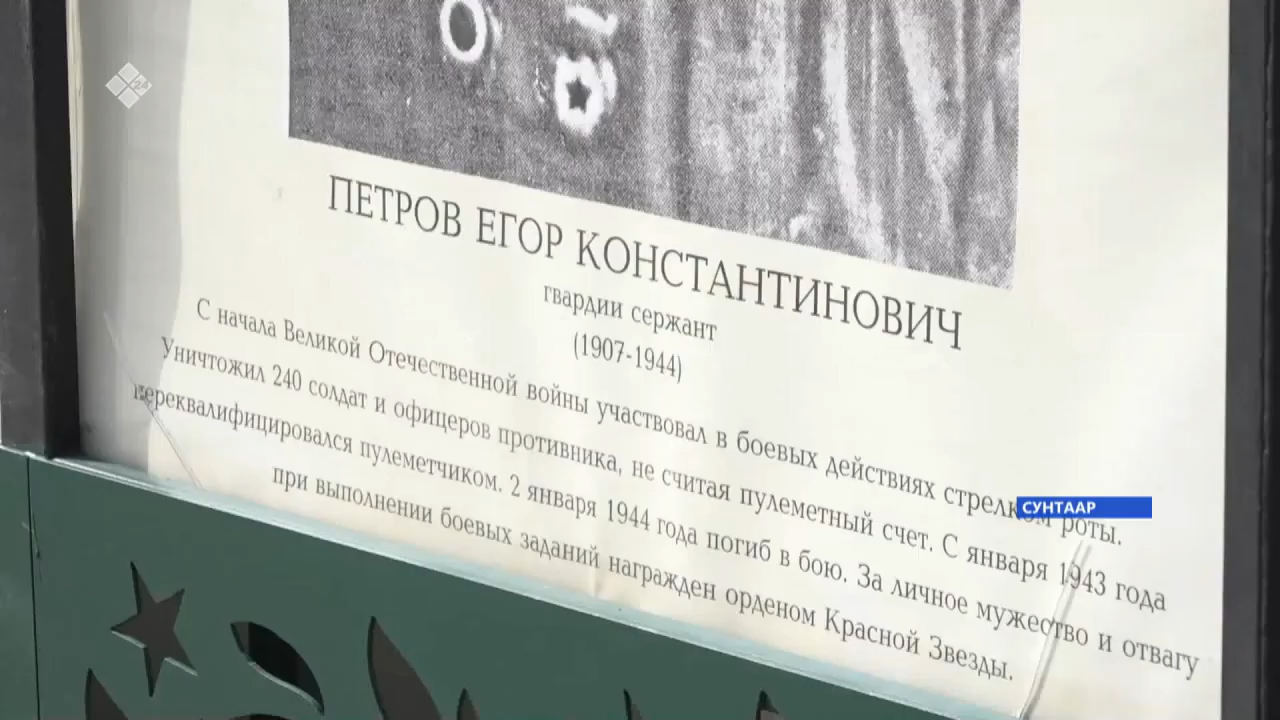 24
ПЕТРОВ ЕГОР КОНСТАНТИНОВИЧ
гвардии сержант
(1907-1944)
С начала Великой Отечественной войны участвовал в боевых действиях стрелком роты.
Уничтожил 240 солдат и офицеров противника, не считая пулеметный счет. С января 1943 года
переквалифицировался пулеметчиком. 2 января 1944 года погиб в бою. За личное мужество и отвагу
при выполнении боевых заданий награжден орденом Красной Звезды.
СУНТААР